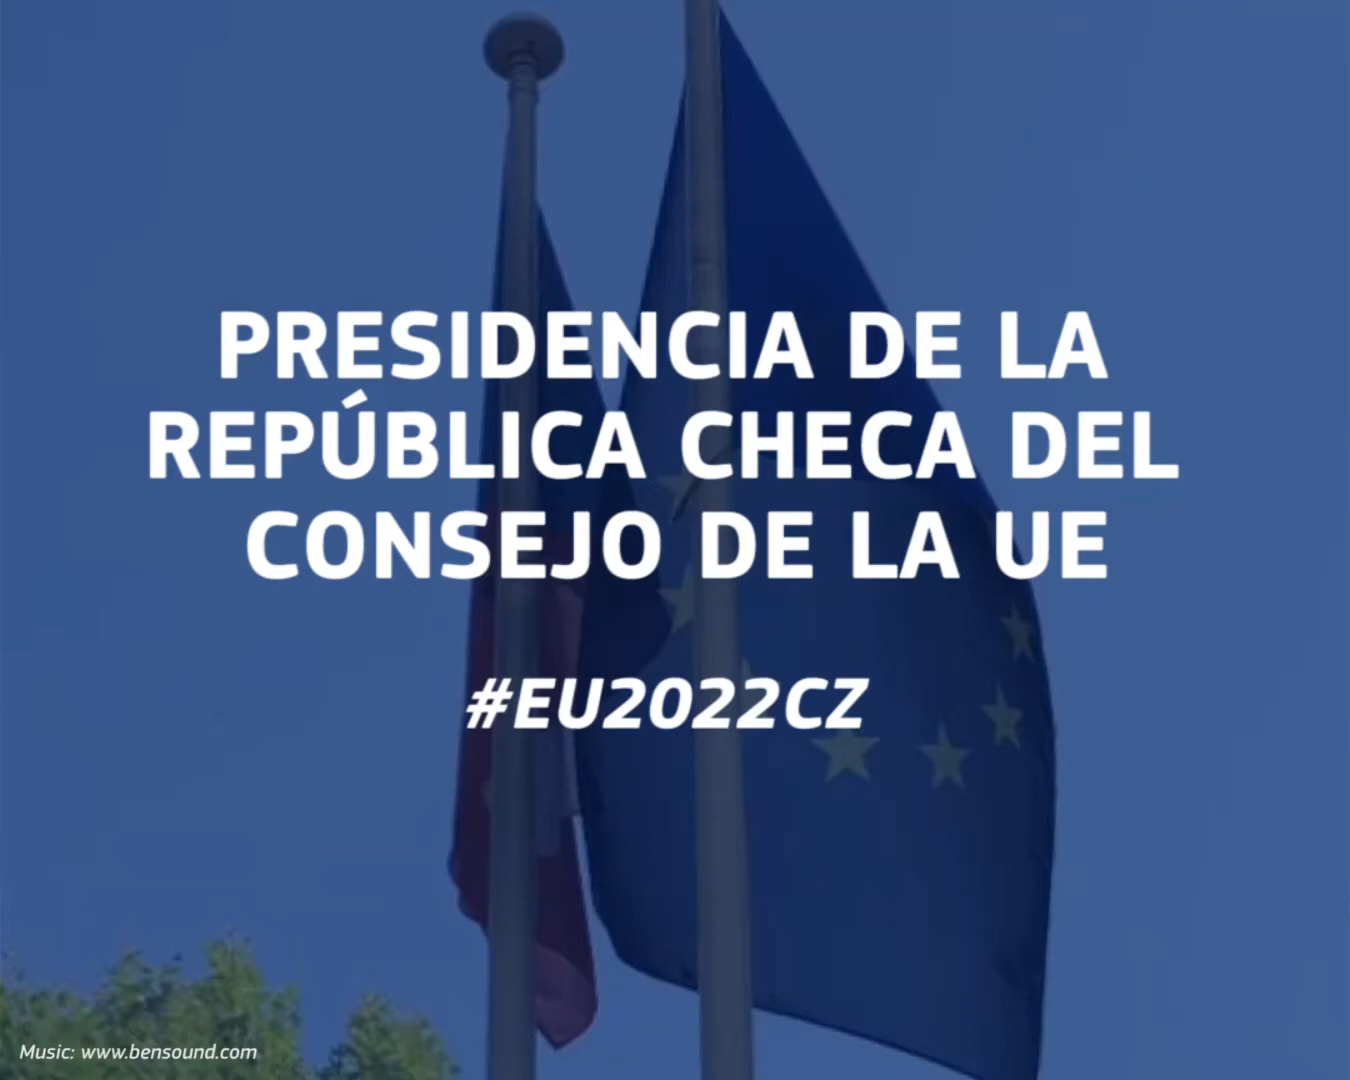 PRESIDENCIA DE LA
REPÚBLICA CHECA DEL
CONSEJO DE LA UE
#EU2022CZ
Music: www.bensound.com